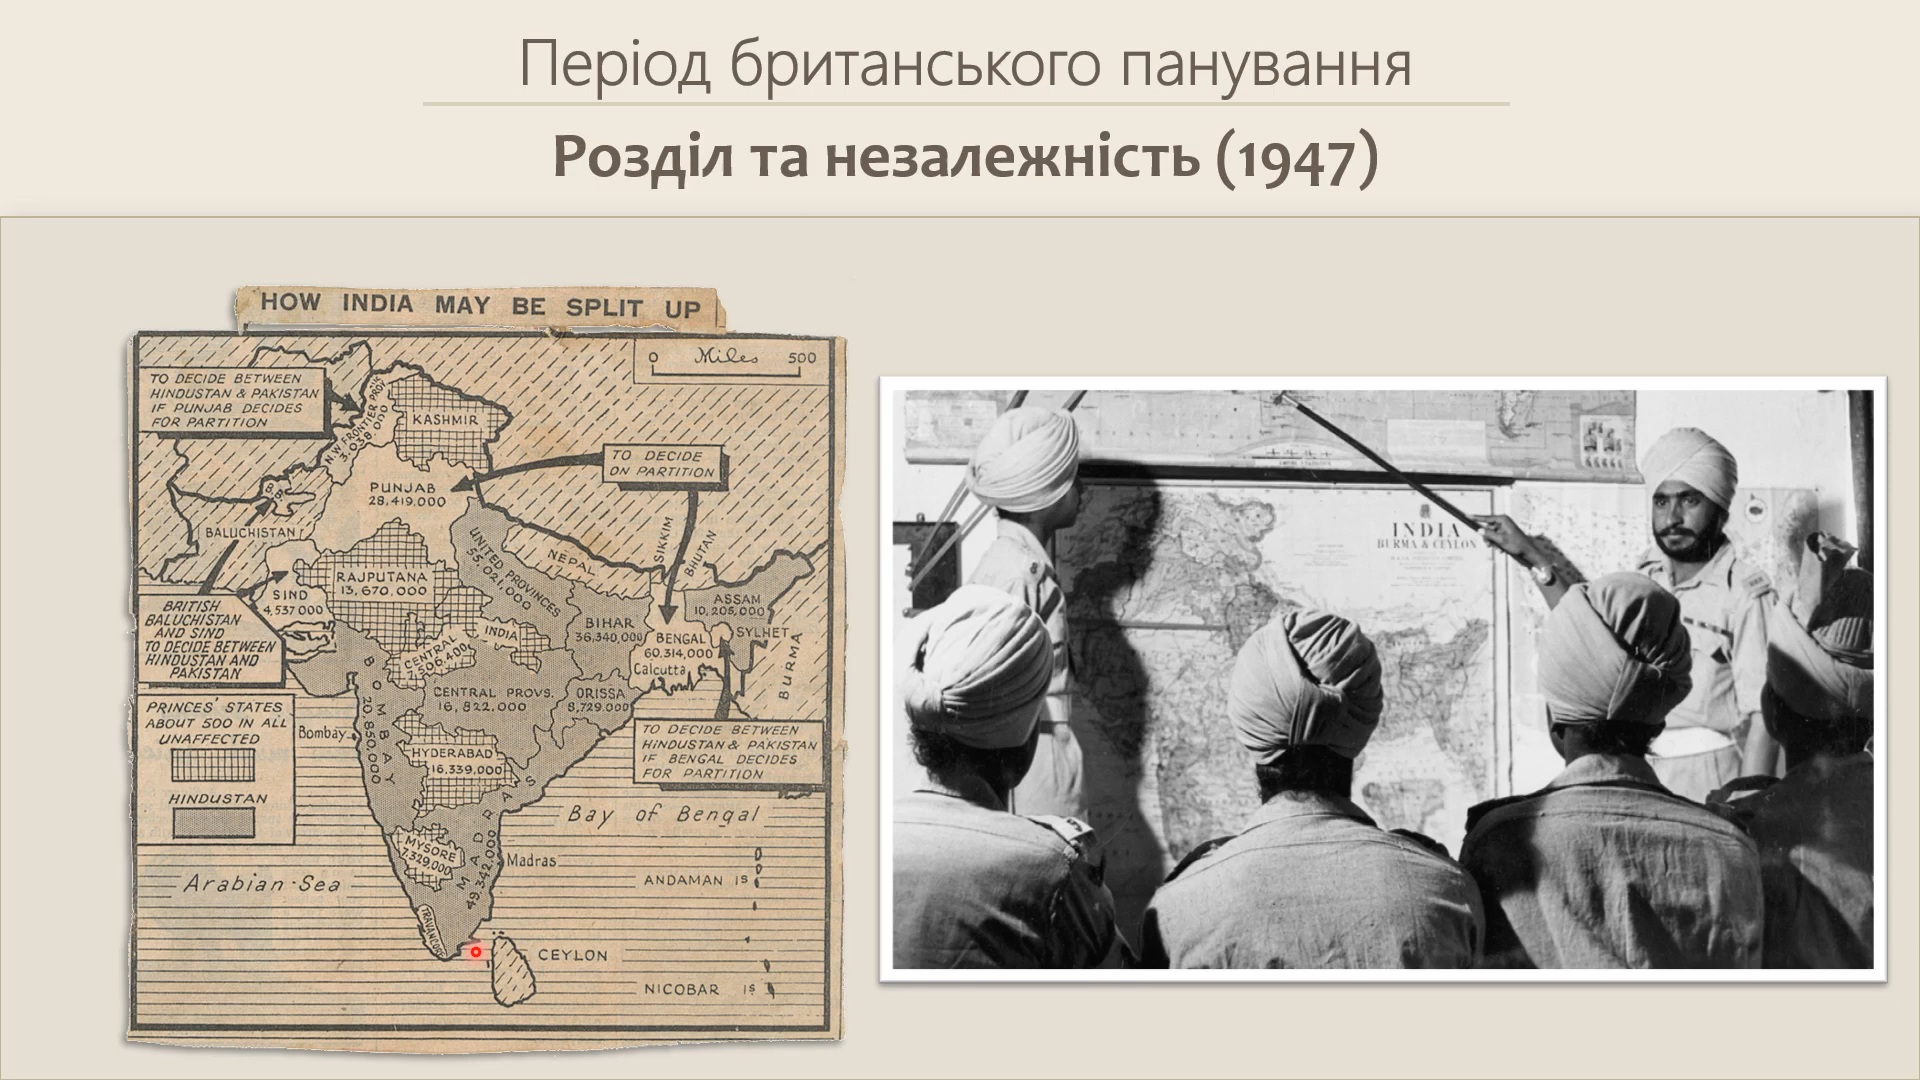 Період британського панування
Розділ та незалежність (1947)
HOW INDIA MAY BE SPLIT UP
0 Miles 500
TO DECIDE BETWEEN
HINDUSTAN & PAKISTAN
IF PUNJAB DECIDES
FOR PARTITION
N.W. FRONTIER PROV.
3,038,000
KASHMIR
TO DECIDE
ON PARTITION
PUNJAB
28,419,000
B.B.
BALUCHISTAN
UNITED PROVINCES
55,021,000
NEPAL
SIKKIM
BHUTAN
RAJPUTANA
13,670,000
SIND
4,537,000
ASSAM
10,205,000
BRITISH
BALUCHISTAN
AND SIND
TO DECIDE BETWEEN
HINDUSTAN AND
PAKISTAN
BIHAR
36,340,000
BENGAL
60,314,000
Calcutta
SYLHET
BURMA
CENTRAL INDIA
CENTRAL PROVS.
16,822,000
ORISSA
8,729,000
PRINCES' STATES
ABOUT 500 IN ALL
UNAFFECTED
HINDUSTAN
Bombay
BOMBAY
20,850,000
HYDERABAD
16,339,000
TO DECIDE BETWEEN
HINDUSTAN & PAKISTAN
IF BENGAL DECIDES
FOR PARTITION
Bay of Bengal
MYSORE
7,329,000
MADRAS
49,342,000
Madras
Arabian Sea
ANDAMAN Is
TRAVANCORE
CEYLON
NICOBAR Is
INDIA
BURMA & CEYLON